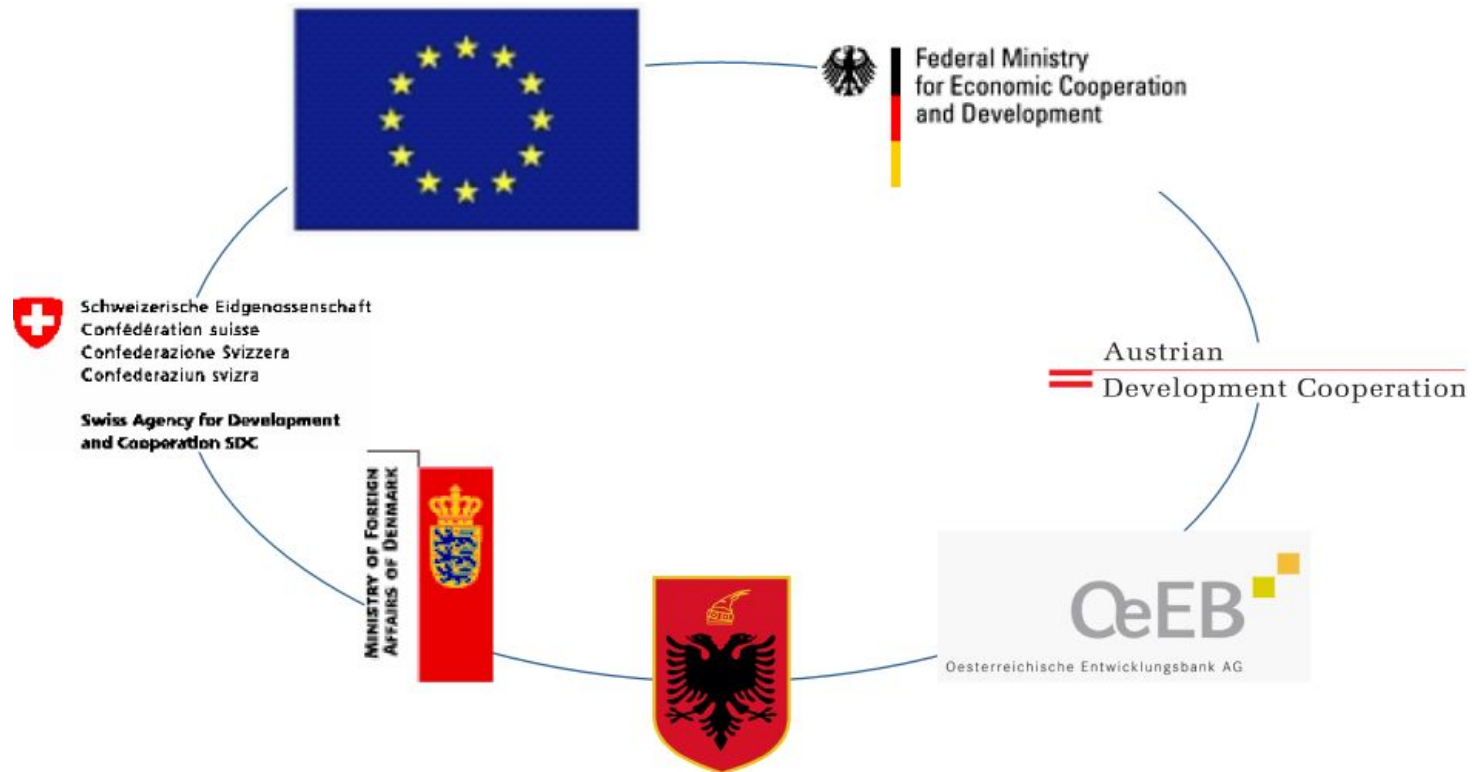 Federal Ministry
for Economic Cooperation
and Development
Schweizerische Eidgenossenschaft
Confédération suisse
Confederazione Svizzera
Confederaziun svizra
Swiss Agency for Development
and Cooperation SDC
Austrian
Development Cooperation
MINISTRY OF FOREIGN
AFFAIRS OF DENMARK
OeEB
Oesterreichische Entwicklungsbank AG